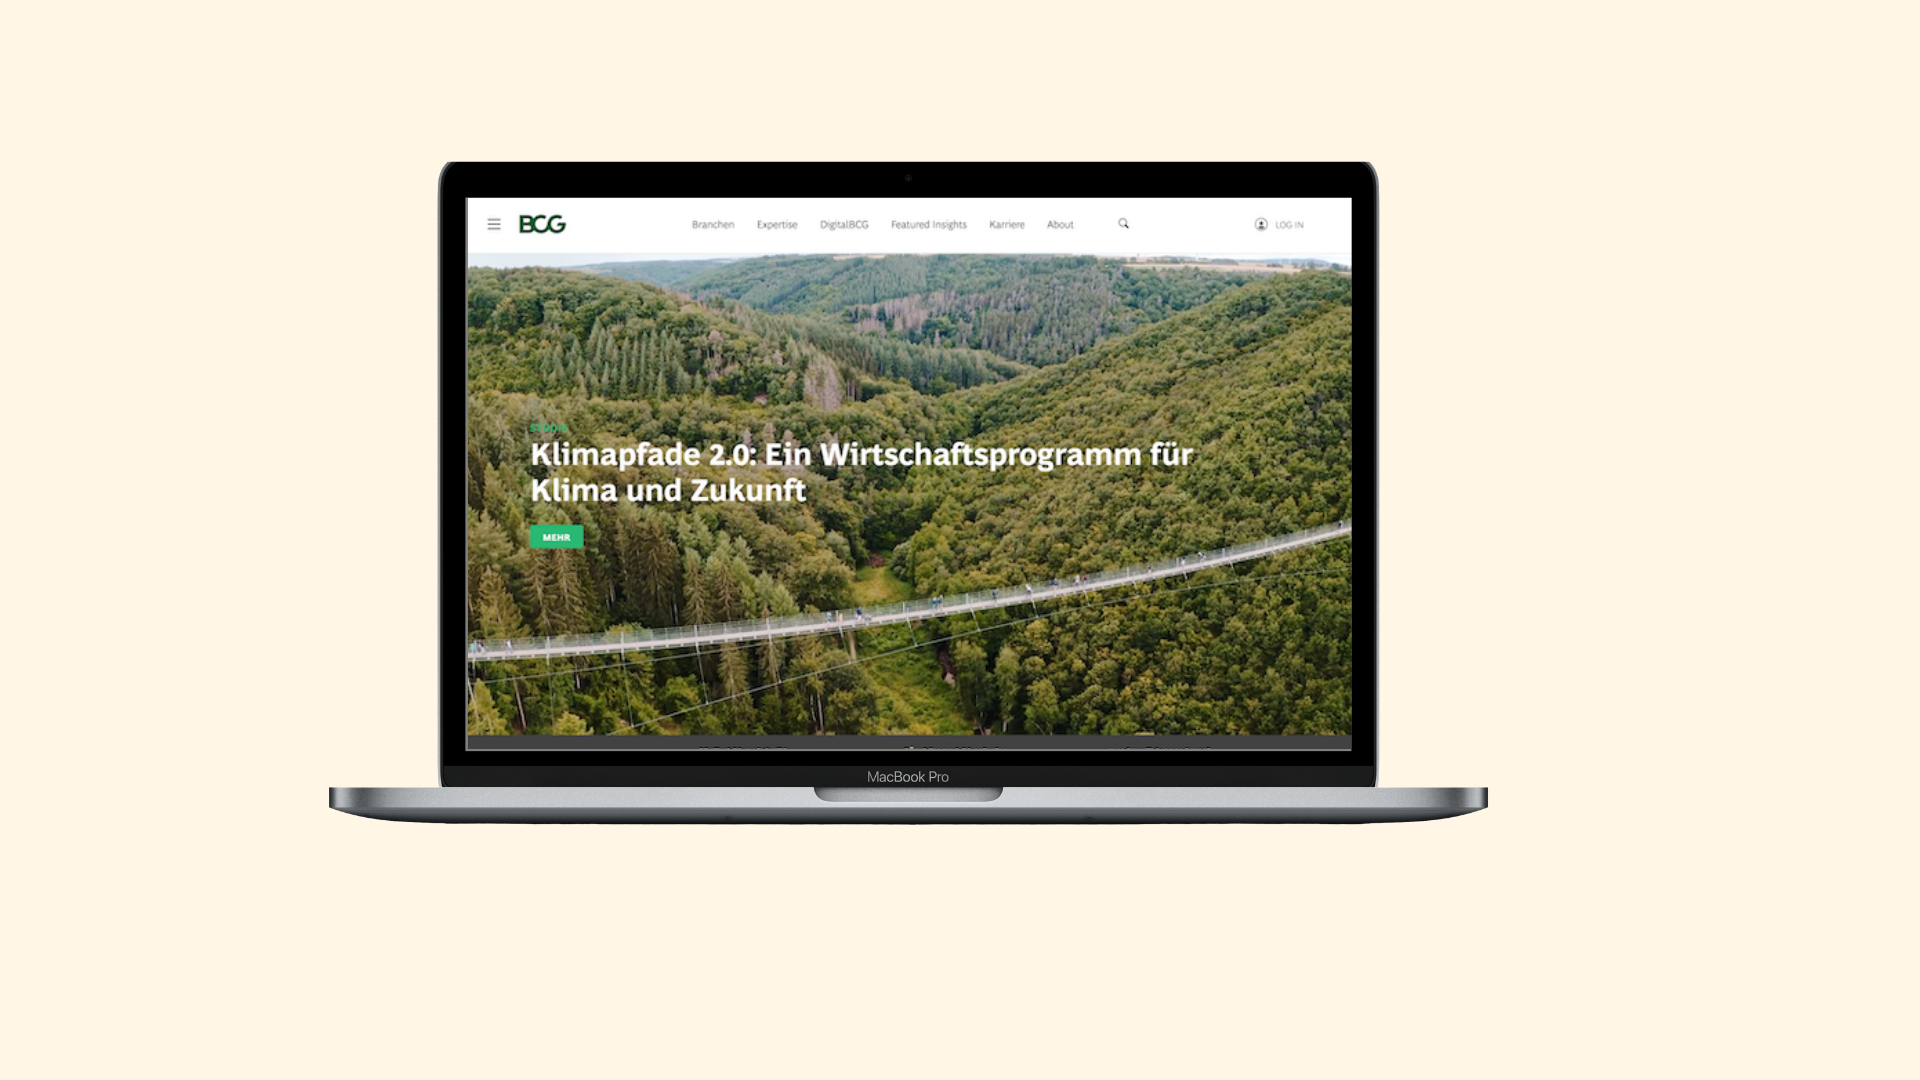 BCG
Branchen Expertise DigitalBCG Featured Insights Karriere About
LOG IN
STUDIE
Klimapfade 2.0: Ein Wirtschaftsprogramm für
Klima und Zukunft
MEHR
MacBook Pro